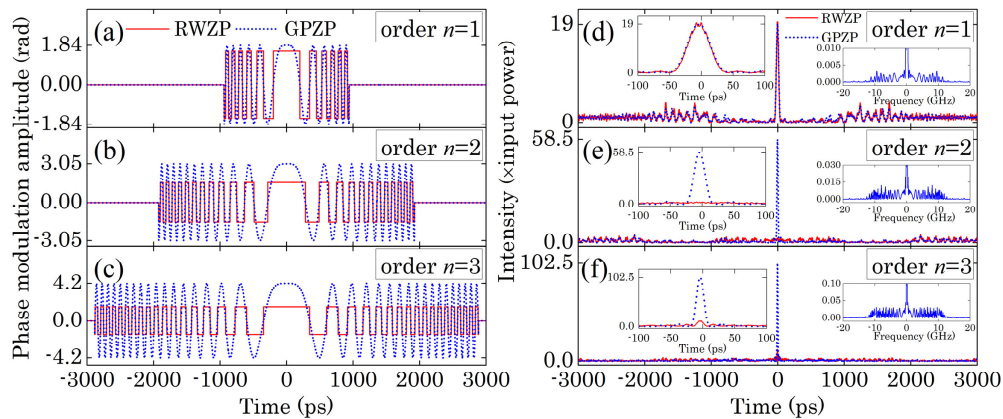 Phase modulation amplitude (rad)
(a)
RWZP
GPZP
order n=1
1.84
0.00
-1.84
(b)
order n=2
3.05
0.00
-3.05
(c)
order n=3
4.2
0.0
-4.2
-3000 -2000 -1000 0 1000 2000 3000
Time (ps)
Intensity (×input power)
(d)
RWZP
GPZP
order n=1
19
0
19
0
-100 -50 0 50 100
Time (ps)
0.010
0.005
0.000
-20 -10 0 10 20
Frequency (GHz)
(e)
order n=2
58.5
0.0
58.5
0.0
-100 -50 0 50 100
Time (ps)
0.030
0.015
0.000
-20 -10 0 10 20
Frequency (GHz)
(f)
order n=3
102.5
0.0
102.5
0.0
-100 -50 0 50 100
Time (ps)
0.10
0.05
0.00
-20 -10 0 10 20
Frequency (GHz)
-3000 -2000 -1000 0 1000 2000 3000
Time (ps)